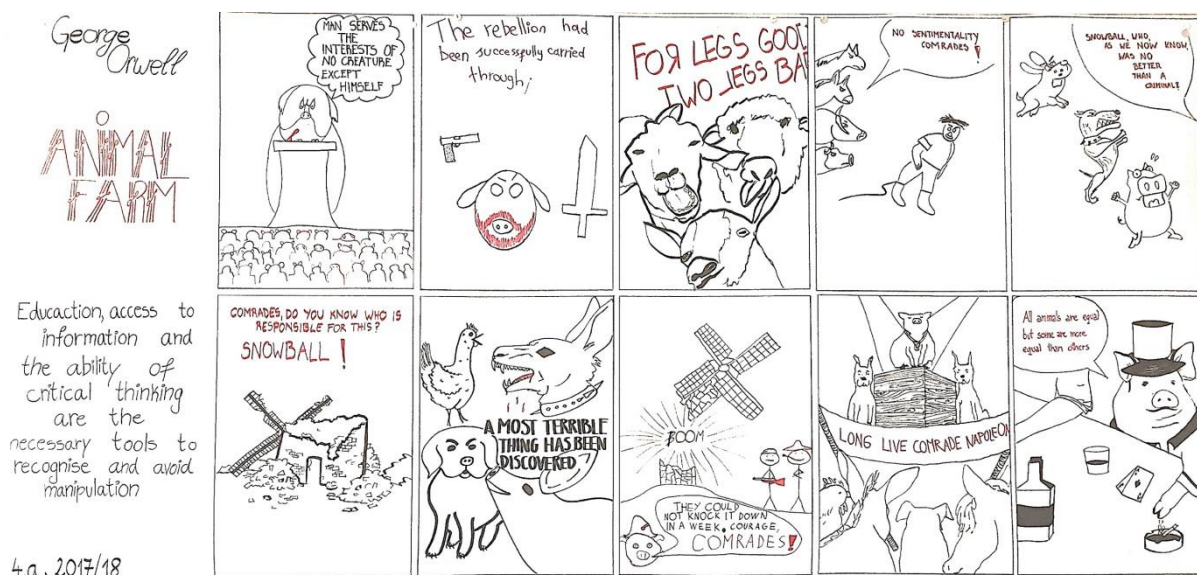 George
Orwell
ANIMAL
FARM
Educaction, access to
information and
the ability of
critical thinking
are the
necessary tools to
recognise and avoid
manipulation
4.a, 2017/18
MAN SERVES
THE
INTERESTS OF
NO CREATURE
EXCEPT
HIMSELF
The rebellion had
been successfully carried
through;
FOR LEGS GOOD
TWO LEGS BA
NO SENTIMENTALITY
COMRADES!
SNOWBALL, WHO,
AS WE NOW KNOW,
WAS NO
BETTER
THAN A
CRIMINAL!
COMRADES, DO YOU KNOW WHO IS
RESPONSIBLE FOR THIS?
SNOWBALL!
A MOST TERRIBLE
THING HAS BEEN
DISCOVERED
BOOM
THEY COULD
NOT KNOCK IT DOWN
IN A WEEK. COURAGE,
COMRADES!
LONG LIVE COMRADE NAPOLEON
All animals are equal
but some are more
equal than others